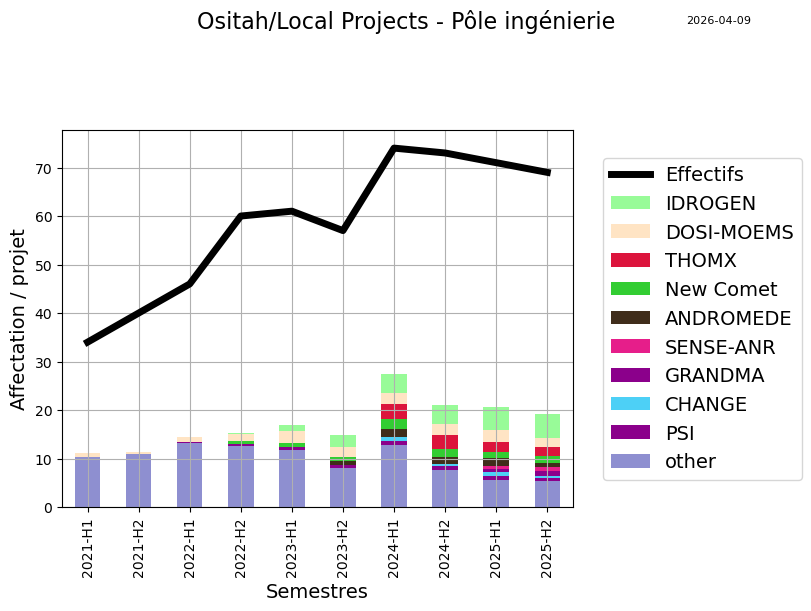 Ositah/Local Projects - Pôle ingénierie
2026-04-09
Affectation / projet
70
60
50
40
30
20
10
0
2021-H1
2021-H2
2022-H1
2022-H2
2023-H1
2023-H2
2024-H1
2024-H2
2025-H1
2025-H2
Semestres
Effectifs
IDROGEN
DOSI-MOEMS
THOMX
New Comet
ANDROMEDE
SENSE-ANR
GRANDMA
CHANGE
PSI
other